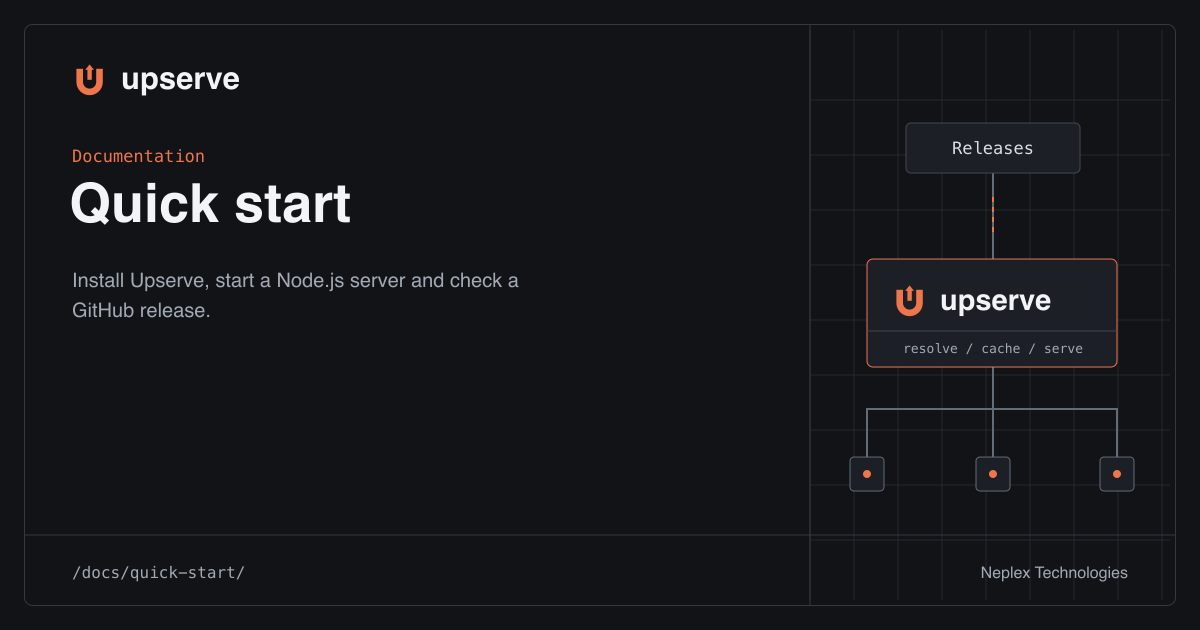 upserve
Documentation
Quick start
Install Upserve, start a Node.js server and check a
GitHub release.
Releases
upserve
resolve / cache / serve
/docs/quick-start/
Neplex Technologies